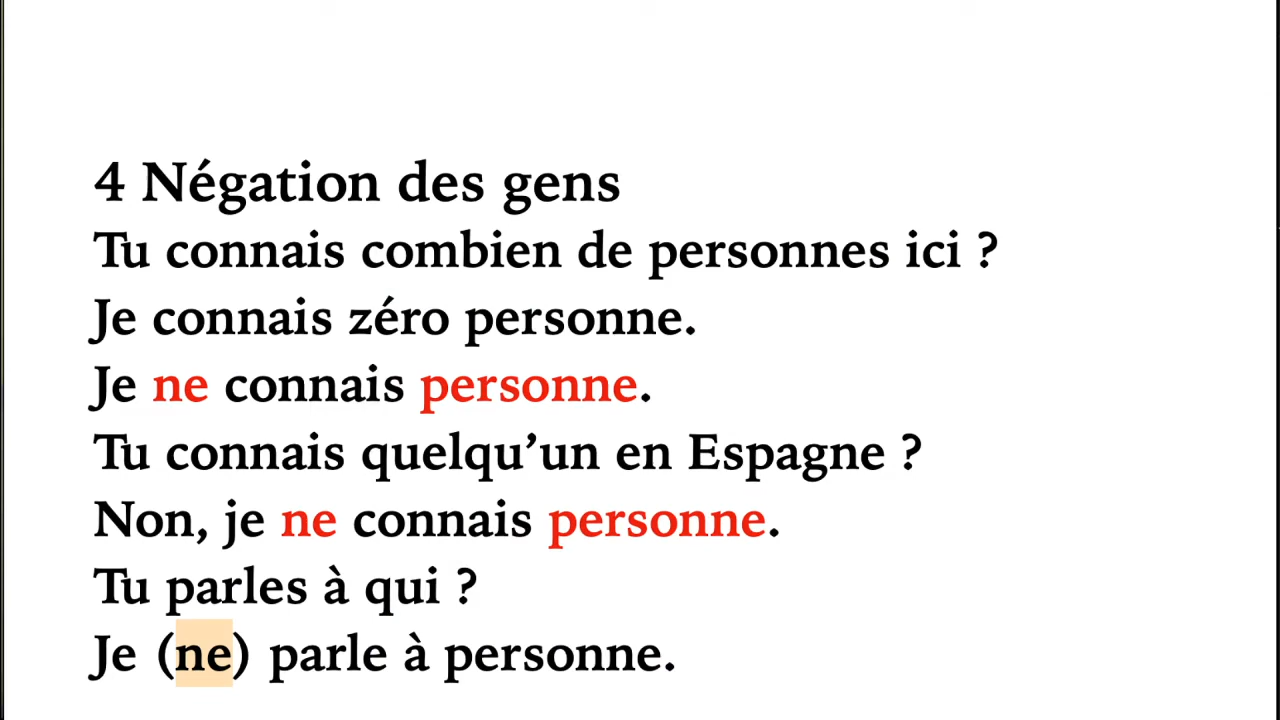 4 Négation des gens
Tu connais combien de personnes ici ?
Je connais zéro personne.
Je ne connais personne.
Tu connais quelqu’un en Espagne ?
Non, je ne connais personne.
Tu parles à qui ?
Je (ne) parle à personne.